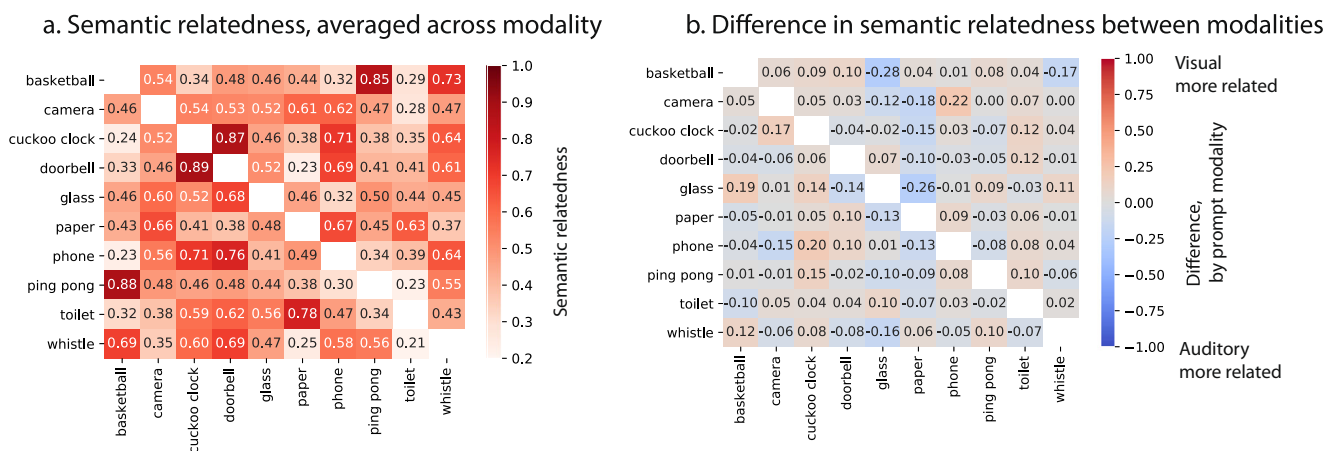 a. Semantic relatedness, averaged across modality
basketball 0.54 0.34 0.48 0.46 0.44 0.32 0.85 0.29 0.73
camera 0.46 0.54 0.53 0.52 0.61 0.62 0.47 0.28 0.47
cuckoo clock 0.24 0.52 0.87 0.46 0.38 0.71 0.38 0.35 0.64
doorbell 0.33 0.46 0.89 0.52 0.23 0.69 0.41 0.41 0.61
glass 0.46 0.60 0.52 0.68 0.46 0.32 0.50 0.44 0.45
paper 0.43 0.66 0.41 0.38 0.48 0.67 0.45 0.63 0.37
phone 0.23 0.56 0.71 0.76 0.41 0.49 0.34 0.39 0.64
ping pong 0.88 0.48 0.46 0.48 0.44 0.38 0.30 0.23 0.55
toilet 0.32 0.38 0.59 0.62 0.56 0.78 0.47 0.34 0.43
whistle 0.69 0.35 0.60 0.69 0.47 0.25 0.58 0.56 0.21
basketball
camera
cuckoo clock
doorbell
glass
paper
phone
ping pong
toilet
whistle
1.0
0.9
0.8
0.7
0.6
0.5
0.4
0.3
0.2
Semantic relatedness
b. Difference in semantic relatedness between modalities
basketball 0.06 0.09 0.10 -0.28 0.04 0.01 0.08 0.04 -0.17
camera 0.05 0.05 0.03 -0.12 -0.18 0.22 0.00 0.07 0.00
cuckoo clock -0.02 0.17 -0.04 -0.02 -0.15 0.03 -0.07 0.12 0.04
doorbell -0.04 -0.06 0.06 0.07 -0.10 -0.03 -0.05 0.12 -0.01
glass 0.19 0.01 0.14 -0.14 -0.26 -0.01 0.09 -0.03 0.11
paper -0.05 -0.01 0.05 0.10 -0.13 0.09 -0.03 0.06 -0.01
phone -0.04 -0.15 0.20 0.10 0.01 -0.13 -0.08 0.08 0.04
ping pong 0.01 -0.01 0.15 -0.02 -0.10 -0.09 0.08 0.10 -0.06
toilet -0.10 0.05 0.04 0.04 0.10 -0.07 0.03 -0.02 0.02
whistle 0.12 -0.06 0.08 -0.08 -0.16 0.06 -0.05 0.10 -0.07
basketball
camera
cuckoo clock
doorbell
glass
paper
phone
ping pong
toilet
whistle
1.00
0.75
0.50
0.25
0.00
−0.25
−0.50
−0.75
−1.00
Difference,
by prompt modality
Visual
more related
Auditory
more related